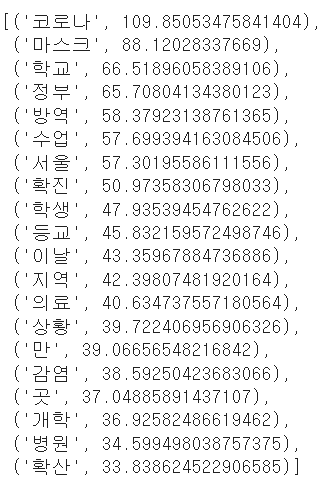 [('코로나', 109.85053475841404),
('마스크', 88.12028337669),
('학교', 66.51896058389106),
('정부', 65.70804134380123),
('방역', 58.37923138761365),
('수업', 57.699394163084506),
('서울', 57.30195586111556),
('확진', 50.97358306798033),
('학생', 47.93539454762622),
('등교', 45.832159572498746),
('이날', 43.35967884736886),
('지역', 42.39807481920164),
('의료', 40.634737557180564),
('상황', 39.722406956906326),
('만', 39.06656548216842),
('감염', 38.59250423683066),
('곳', 37.04885891437107),
('개학', 36.92582486619462),
('병원', 34.599498038757375),
('확산', 33.838624522906585)]